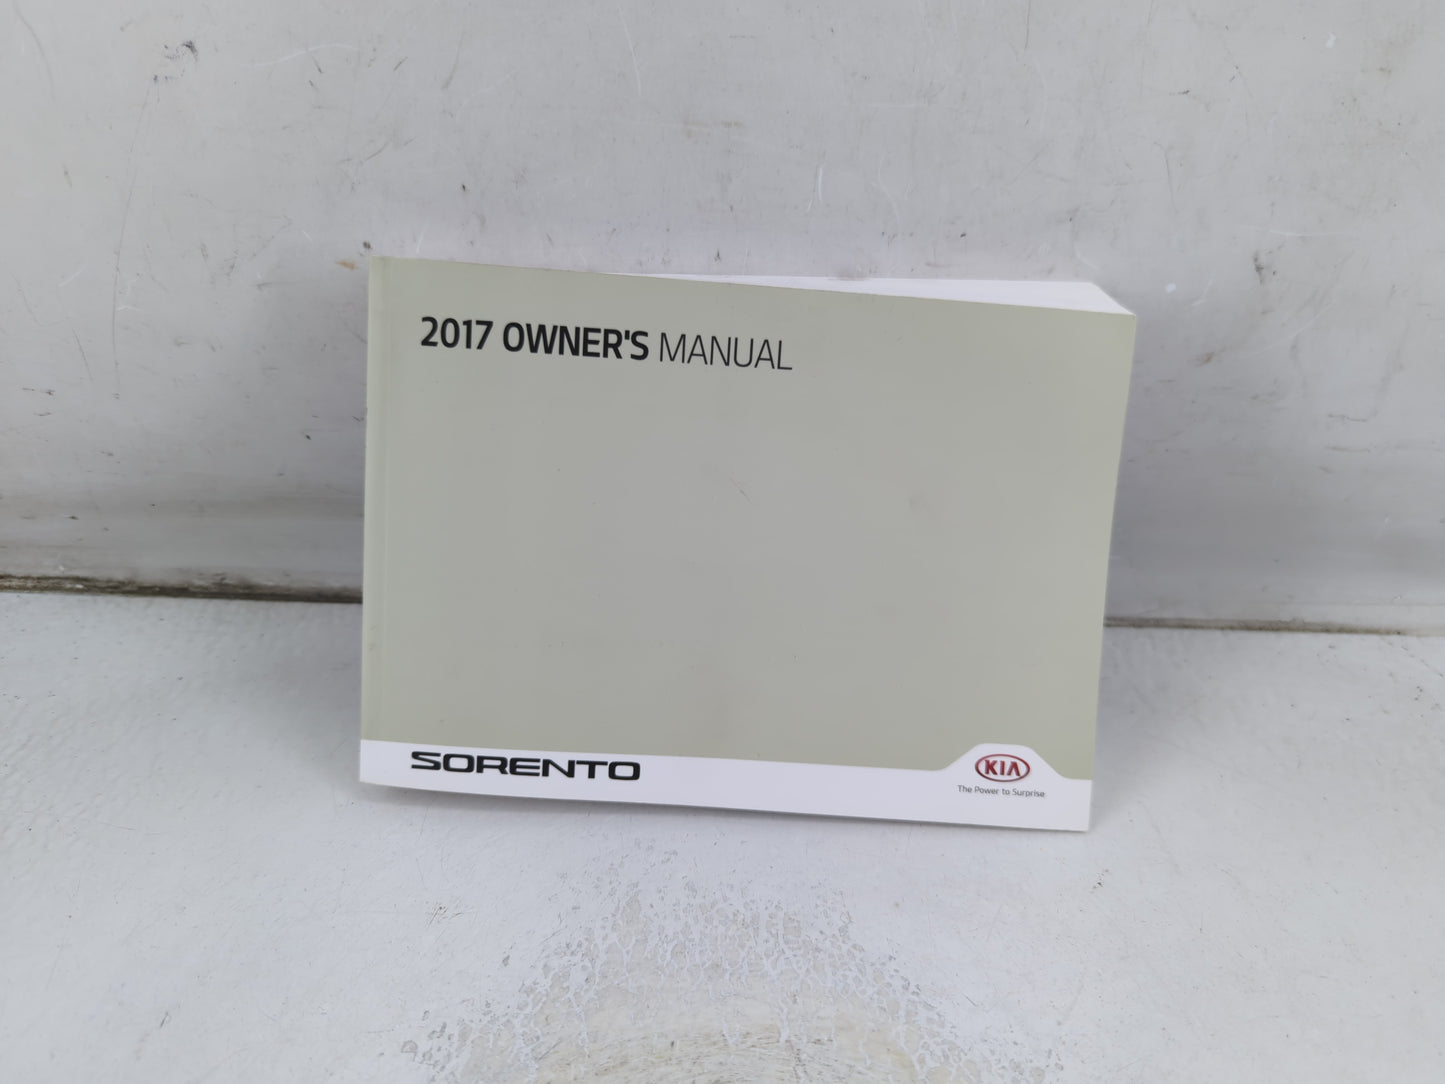 2017 OWNER'S MANUAL
SORENTO
KIA
The Power to Surprise